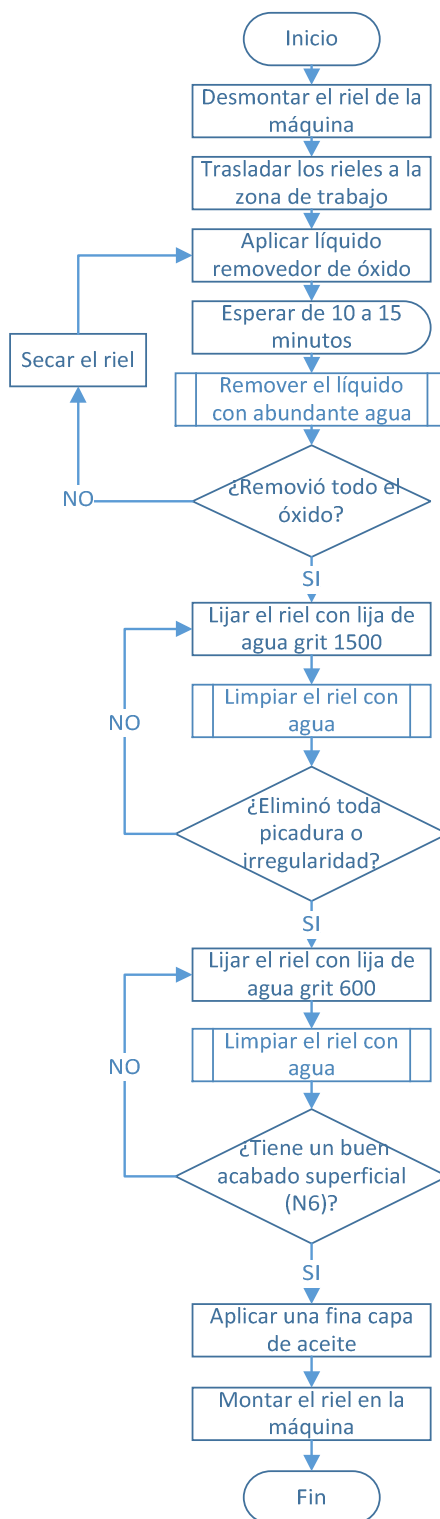 Inicio
Desmontar el riel de la
máquina
Trasladar los rieles a la
zona de trabajo
Aplicar líquido
removedor de óxido
Esperar de 10 a 15
minutos
Secar el riel
Remover el líquido
con abundante agua
¿Removió todo el
óxido?
NO
SI
Lijar el riel con lija de
agua grit 1500
Limpiar el riel con
agua
NO
¿Eliminó toda
picadura o
irregularidad?
SI
Lijar el riel con lija de
agua grit 600
Limpiar el riel con
agua
NO
¿Tiene un buen
acabado superficial
(N6)?
SI
Aplicar una fina capa
de aceite
Montar el riel en la
máquina
Fin